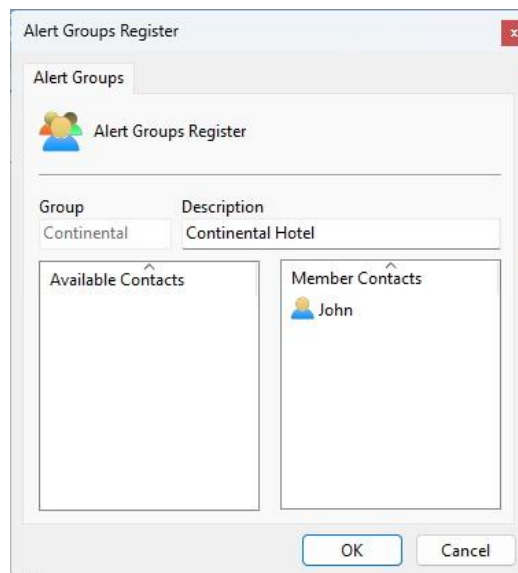 Alert Groups Register
x
Alert Groups
Alert Groups Register
Group Description
Continental Continental Hotel
Available Contacts Member Contacts
John
OK Cancel